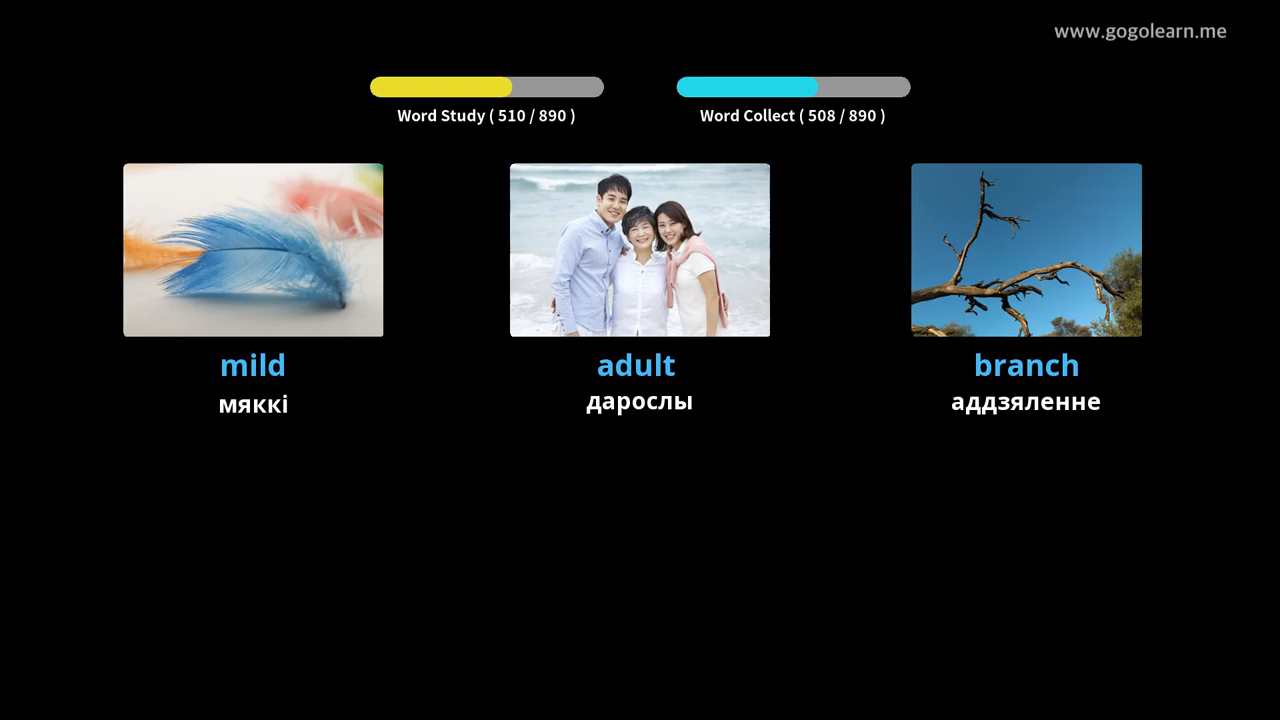 www.gogolearn.me
Word Study ( 510 / 890 )
Word Collect ( 508 / 890 )
mild
мяккі
adult
дарослы
branch
аддзяленне